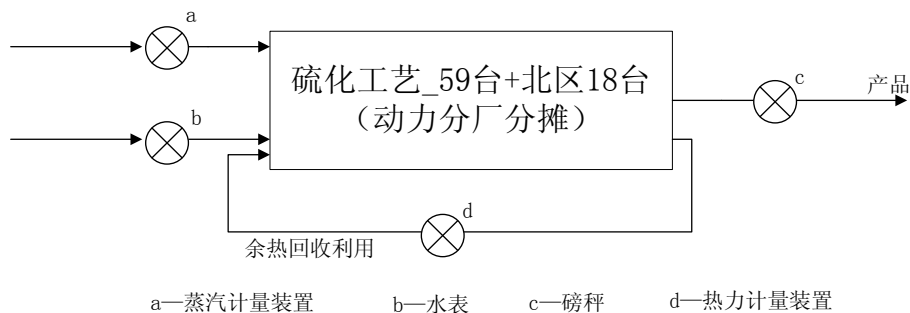 a
硫化工艺_59台+北区18台
(动力分厂分摊)
c
产品
b
d
余热回收利用
a—蒸汽计量装置 b—水表 c—磅秤 d—热力计量装置